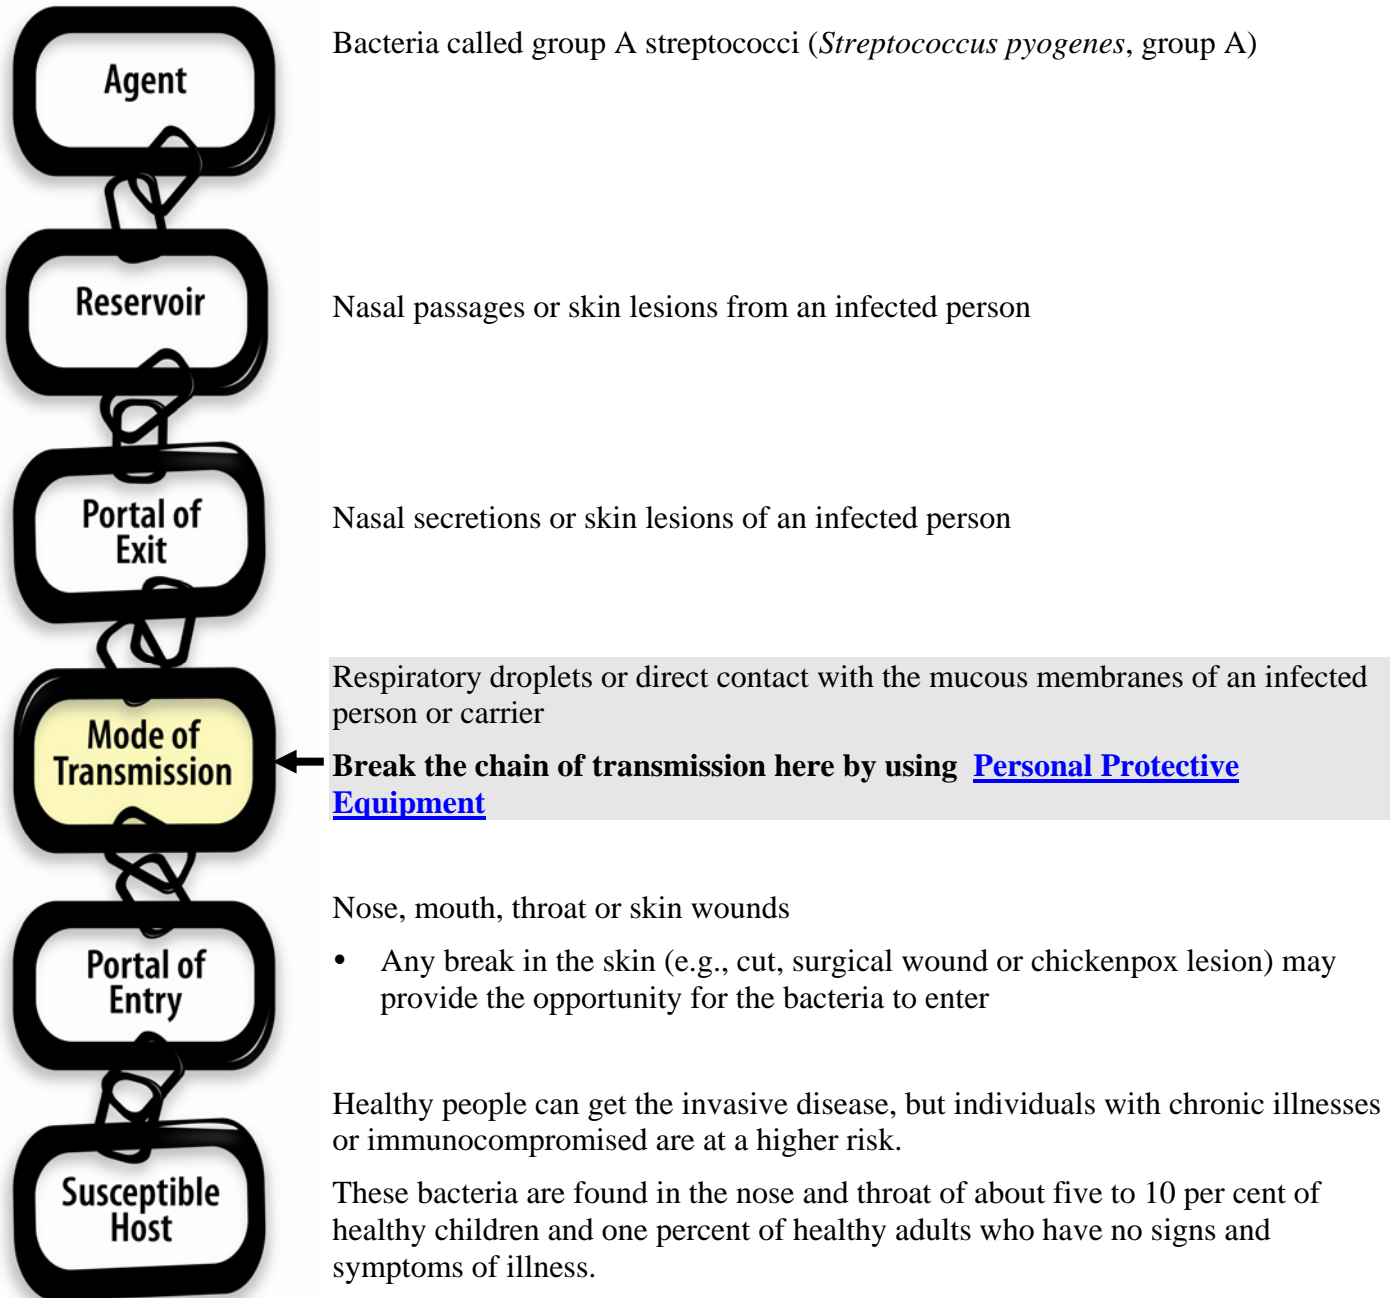 Agent
Bacteria called group A streptococci (Streptococcus pyogenes, group A)
Reservoir
Nasal passages or skin lesions from an infected person
Portal of
Exit
Nasal secretions or skin lesions of an infected person
Mode of
Transmission
Respiratory droplets or direct contact with the mucous membranes of an infected
person or carrier
Break the chain of transmission here by using Personal Protective
Equipment
Portal of
Entry
Nose, mouth, throat or skin wounds
• Any break in the skin (e.g., cut, surgical wound or chickenpox lesion) may
provide the opportunity for the bacteria to enter
Susceptible
Host
Healthy people can get the invasive disease, but individuals with chronic illnesses
or immunocompromised are at a higher risk.
These bacteria are found in the nose and throat of about five to 10 per cent of
healthy children and one percent of healthy adults who have no signs and
symptoms of illness.